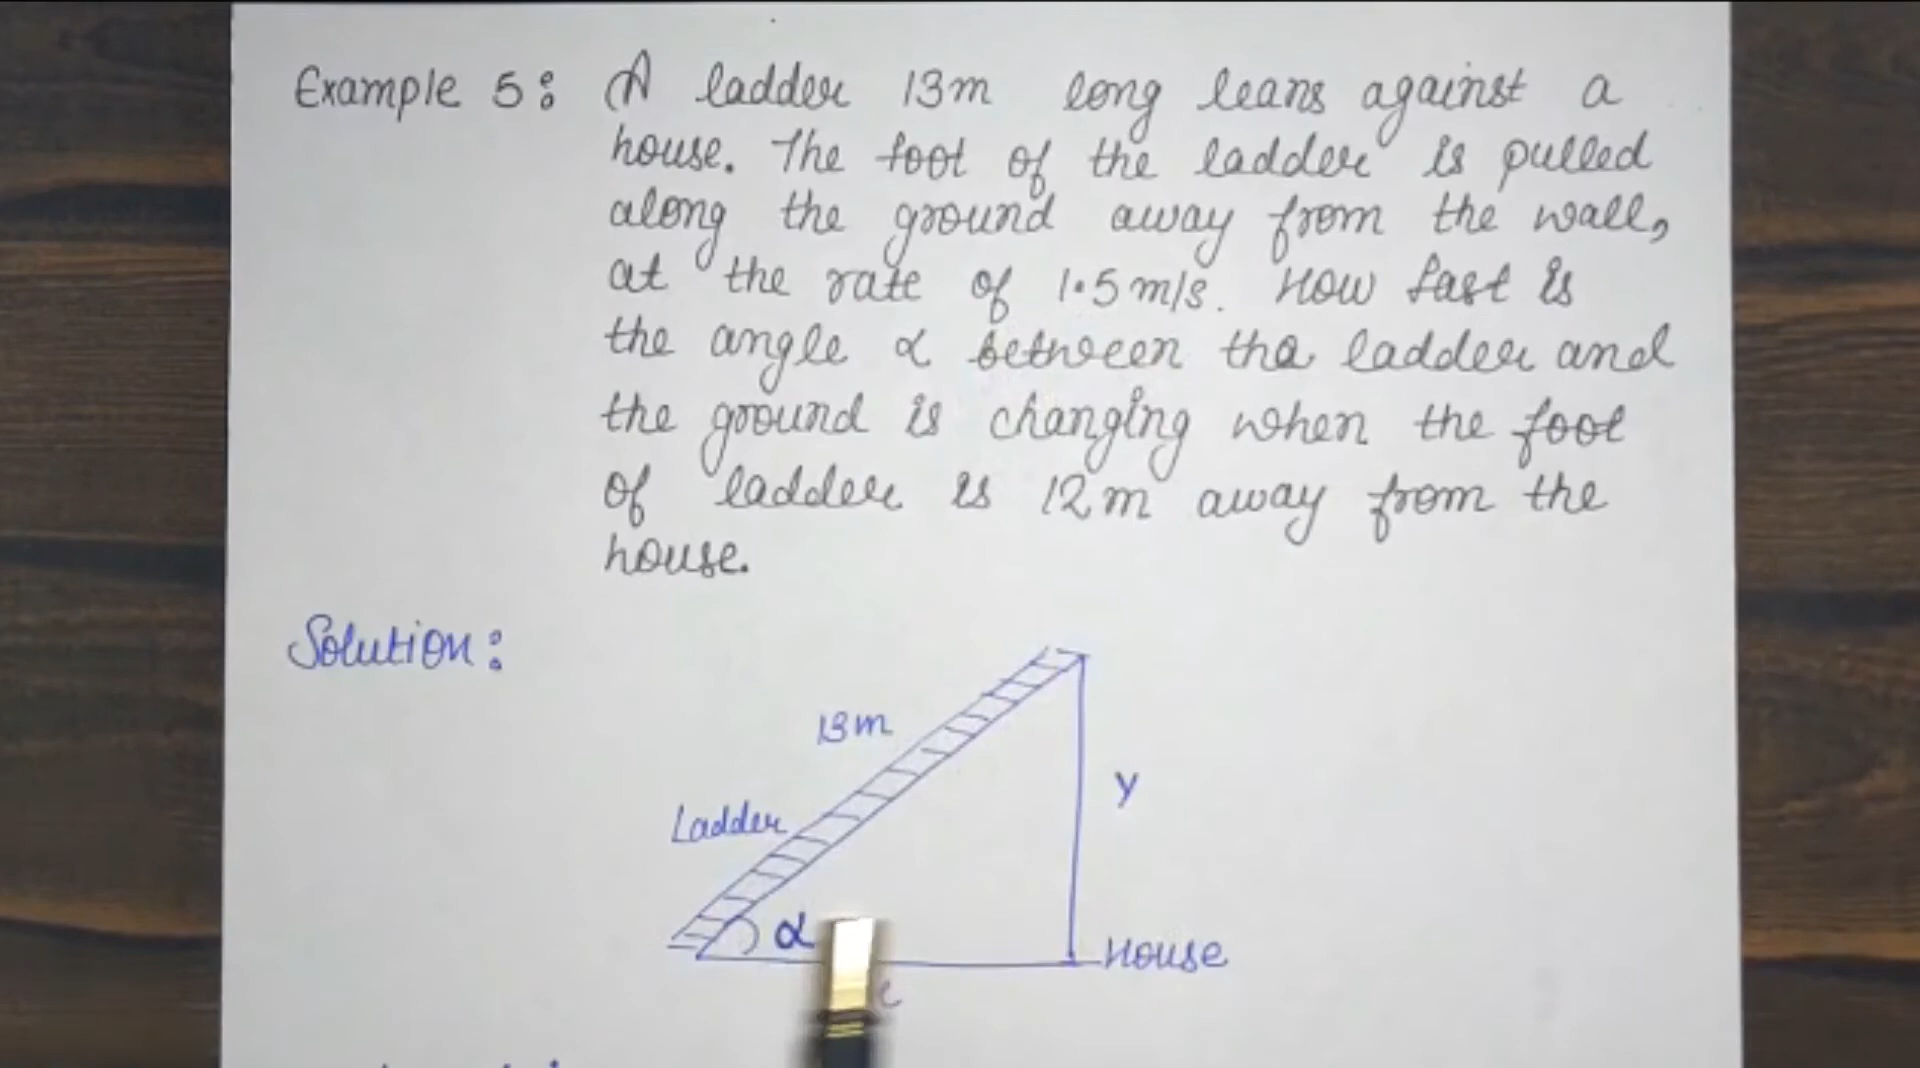 Example 5: A ladder 13m long leans against a
house. The foot of the ladder is pulled
along the ground away from the wall,
at the rate of 1.5 m/s. How fast is
the angle α between the ladder and
the ground is changing when the foot
of ladder is 12m away from the
house.
Solution:
13m
y
Ladder
α
House